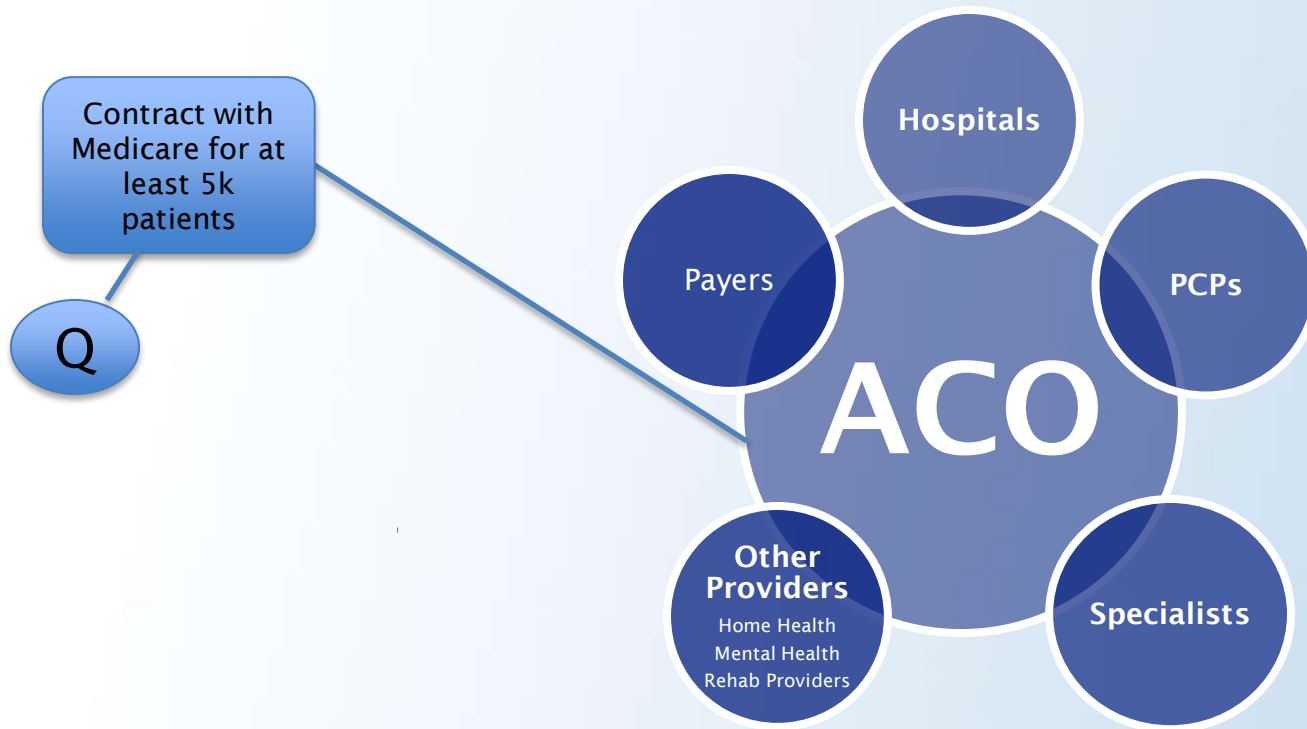 Contract with
Medicare for at
least 5k
patients
Q
Hospitals
Payers
PCPs
ACO
Other
Providers
Home Health
Mental Health
Rehab Providers
Specialists